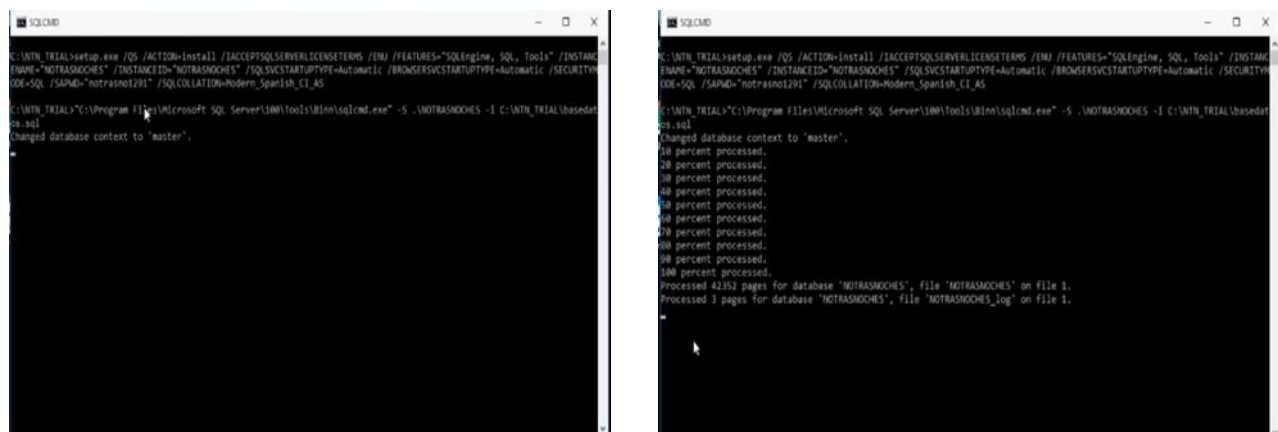 SQLCMD
C:\NTN_TRIAL>setup.exe /QS /ACTION=install /IACCEPTSQLSERVERLICENSETERMS /ENU /FEATURES="SQLEngine, SQL, Tools" /INSTANC
ENAME="NOTRASNOCHES" /INSTANCEID="NOTRASNOCHES" /SQLSVCSTARTUPTYPE=Automatic /BROWSERSVCSTARTUPTYPE=Automatic /SECURITYM
ODE=SQL /SAPWD="notrasno1291" /SQLCOLLATION=Modern_Spanish_CI_AS
C:\NTN_TRIAL>"C:\Program Files\Microsoft SQL Server\100\Tools\Binn\sqlcmd.exe" -S .\NOTRASNOCHES -i C:\NTN_TRIAL\basedat
os.sql
Changed database context to 'master'.
SQLCMD
C:\NTN_TRIAL>setup.exe /QS /ACTION=install /IACCEPTSQLSERVERLICENSETERMS /ENU /FEATURES="SQLEngine, SQL, Tools" /INSTANC
ENAME="NOTRASNOCHES" /INSTANCEID="NOTRASNOCHES" /SQLSVCSTARTUPTYPE=Automatic /BROWSERSVCSTARTUPTYPE=Automatic /SECURITYM
ODE=SQL /SAPWD="notrasno1291" /SQLCOLLATION=Modern_Spanish_CI_AS
C:\NTN_TRIAL>"C:\Program Files\Microsoft SQL Server\100\Tools\Binn\sqlcmd.exe" -S .\NOTRASNOCHES -i C:\NTN_TRIAL\basedat
os.sql
Changed database context to 'master'.
10 percent processed.
20 percent processed.
30 percent processed.
40 percent processed.
50 percent processed.
60 percent processed.
70 percent processed.
80 percent processed.
90 percent processed.
100 percent processed.
Processed 42352 pages for database 'NOTRASNOCHES', file 'NOTRASNOCHES' on file 1.
Processed 3 pages for database 'NOTRASNOCHES', file 'NOTRASNOCHES_log' on file 1.